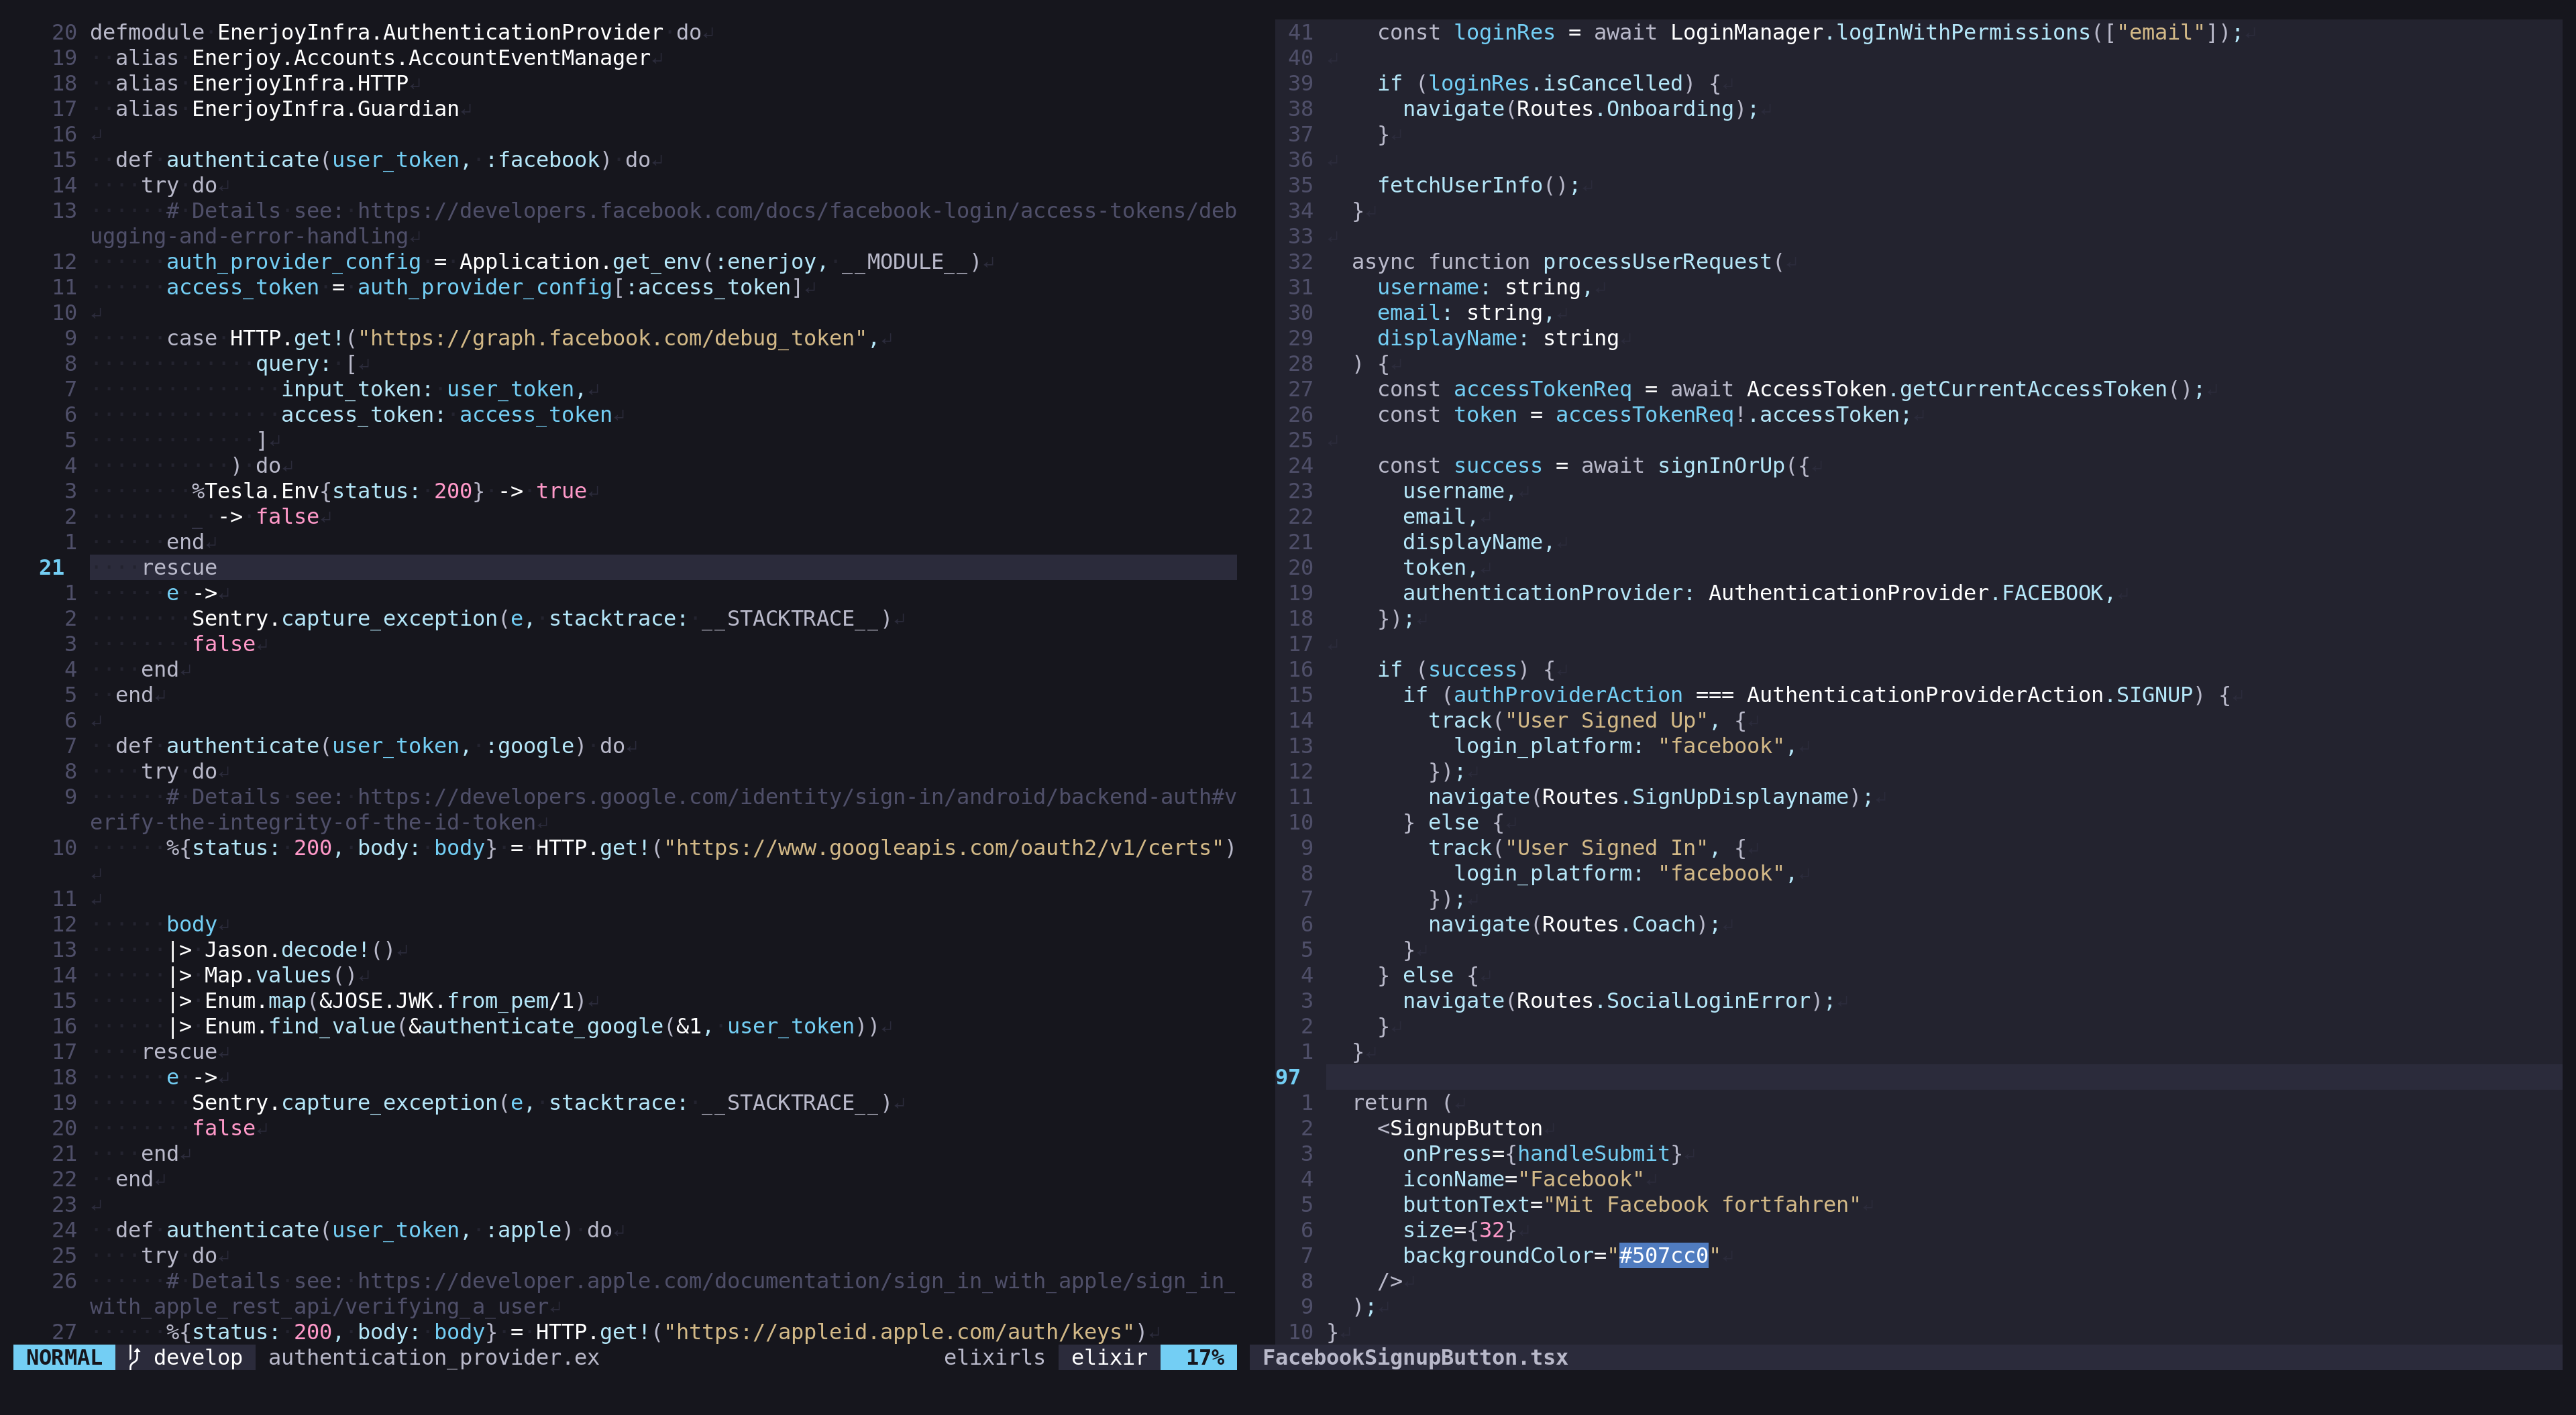 20 defmodule EnerjoyInfra.AuthenticationProvider do
19   alias Enerjoy.Accounts.AccountEventManager
18   alias EnerjoyInfra.HTTP
17   alias EnerjoyInfra.Guardian
16
15   def authenticate(user_token, :facebook) do
14     try do
13       # Details see: https://developers.facebook.com/docs/facebook-login/access-tokens/deb
ugging-and-error-handling
12       auth_provider_config = Application.get_env(:enerjoy, __MODULE__)
11       access_token = auth_provider_config[:access_token]
10
9       case HTTP.get!("https://graph.facebook.com/debug_token",
8              query: [
7                input_token: user_token,
6                access_token: access_token
5              ]
4            ) do
3         %Tesla.Env{status: 200} -> true
2         _ -> false
1       end
21     rescue
1       e ->
2         Sentry.capture_exception(e, stacktrace: __STACKTRACE__)
3         false
4     end
5   end
6
7   def authenticate(user_token, :google) do
8     try do
9       # Details see: https://developers.google.com/identity/sign-in/android/backend-auth#v
erify-the-integrity-of-the-id-token
10       %{status: 200, body: body} = HTTP.get!("https://www.googleapis.com/oauth2/v1/certs")
11
12       body
13       |> Jason.decode!()
14       |> Map.values()
15       |> Enum.map(&JOSE.JWK.from_pem/1)
16       |> Enum.find_value(&authenticate_google(&1, user_token))
17     rescue
18       e ->
19         Sentry.capture_exception(e, stacktrace: __STACKTRACE__)
20         false
21     end
22   end
23
24   def authenticate(user_token, :apple) do
25     try do
26       # Details see: https://developer.apple.com/documentation/sign_in_with_apple/sign_in_
with_apple_rest_api/verifying_a_user
27       %{status: 200, body: body} = HTTP.get!("https://appleid.apple.com/auth/keys")
NORMAL develop authentication_provider.ex elixirls elixir 17%
41     const loginRes = await LoginManager.logInWithPermissions(["email"]);
40
39     if (loginRes.isCancelled) {
38       navigate(Routes.Onboarding);
37     }
36
35     fetchUserInfo();
34   }
33
32   async function processUserRequest(
31     username: string,
30     email: string,
29     displayName: string
28   ) {
27     const accessTokenReq = await AccessToken.getCurrentAccessToken();
26     const token = accessTokenReq!.accessToken;
25
24     const success = await signInOrUp({
23       username,
22       email,
21       displayName,
20       token,
19       authenticationProvider: AuthenticationProvider.FACEBOOK,
18     });
17
16     if (success) {
15       if (authProviderAction === AuthenticationProviderAction.SIGNUP) {
14         track("User Signed Up", {
13           login_platform: "facebook",
12         });
11         navigate(Routes.SignUpDisplayname);
10       } else {
9         track("User Signed In", {
8           login_platform: "facebook",
7         });
6         navigate(Routes.Coach);
5       }
4     } else {
3       navigate(Routes.SocialLoginError);
2     }
1   }
97
1   return (
2     <SignupButton
3       onPress={handleSubmit}
4       iconName="Facebook"
5       buttonText="Mit Facebook fortfahren"
6       size={32}
7       backgroundColor="#507cc0"
8     />
9   );
10 }
FacebookSignupButton.tsx